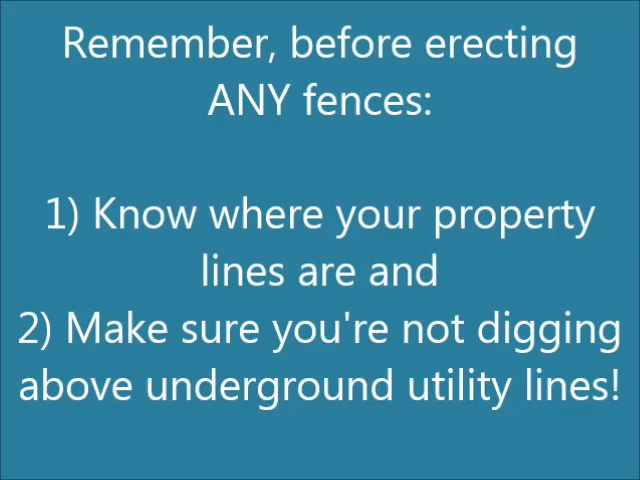 Remember, before erecting
ANY fences:
1) Know where your property
lines are and
2) Make sure you're not digging
above underground utility lines!